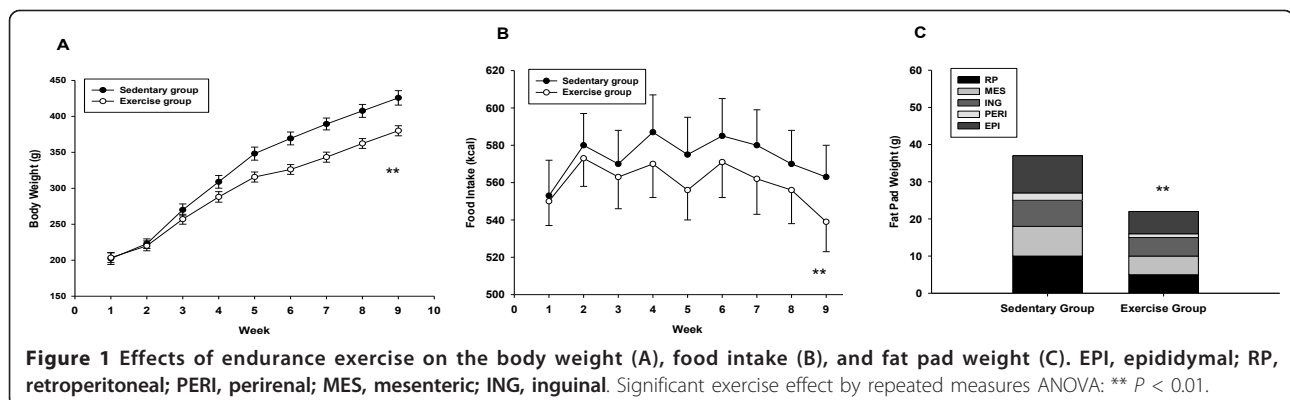 A
Sedentary group
Exercise group
450
400
350
300
250
200
150
Body Weight (g)
**
0 1 2 3 4 5 6 7 8 9 10
Week
B
Sedentary group
Exercise group
620
600
580
560
540
520
500
Food Intake (kcal)
**
0 1 2 3 4 5 6 7 8 9
Week
C
RP
MES
ING
PERI
EPI
60
50
40
30
20
10
0
Fat Pad Weight (g)
**
Sedentary Group Exercise Group
Figure 1 Effects of endurance exercise on the body weight (A), food intake (B), and fat pad weight (C). EPI, epididymal; RP,
retroperitoneal; PERI, perirenal; MES, mesenteric; ING, inguinal. Significant exercise effect by repeated measures ANOVA: ** P < 0.01.